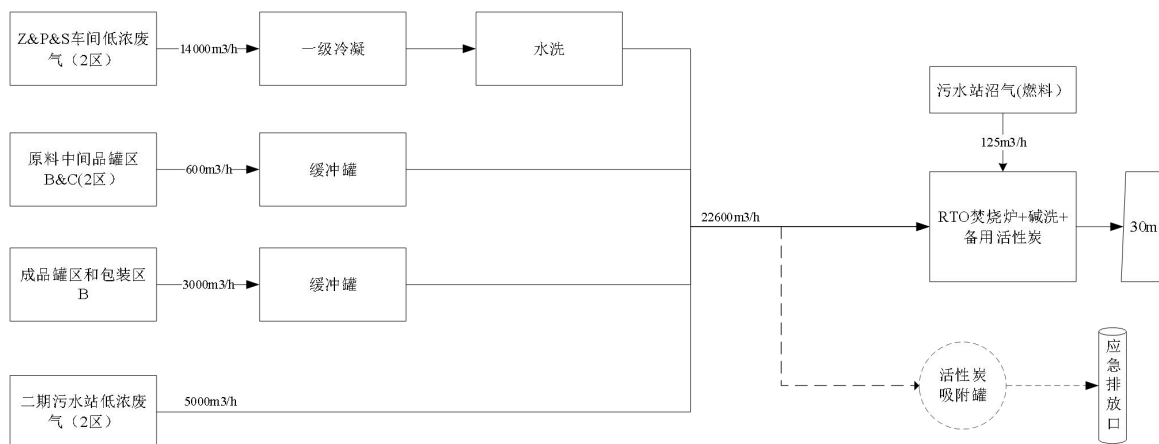 Z&P&S车间低浓废
气（2区）
14000m3/h
一级冷凝
水洗
污水站沼气(燃料）
125m3/h
原料中间品罐区
B&C(2区）
600m3/h
缓冲罐
22600m3/h
RTO焚烧炉+碱洗+
备用活性炭
30m
成品罐区和包装区
B
3000m3/h
缓冲罐
二期污水站低浓废
气（2区）
5000m3/h
活性炭
吸附罐
应急排放口